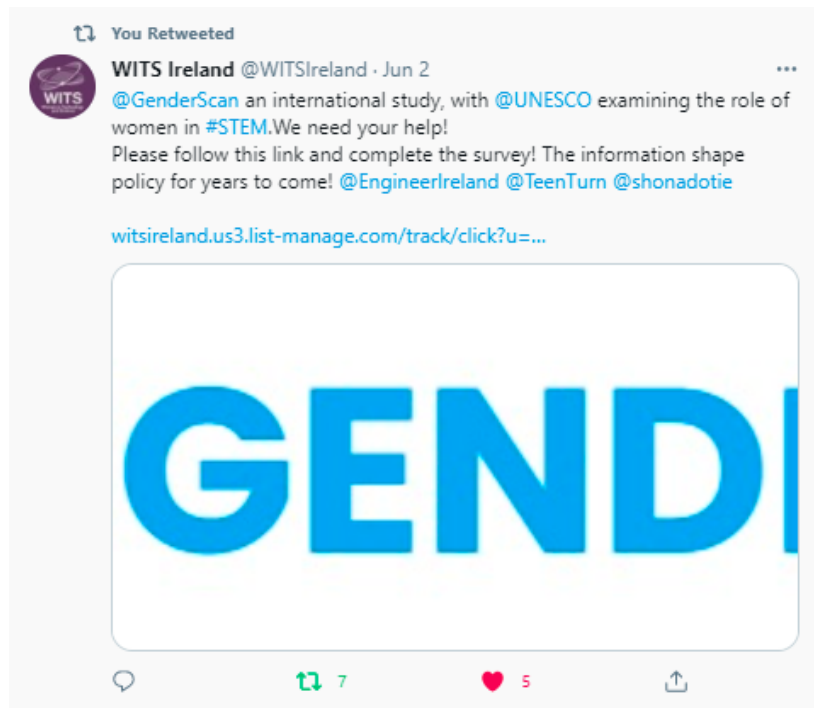 You Retweeted
WITS Ireland @WITSIreland · Jun 2
WITS
@GenderScan an international study, with @UNESCO examining the role of
women in #STEM.We need your help!
Please follow this link and complete the survey! The information shape
policy for years to come! @EngineerIreland @TeenTurn @shonadotie
witsireland.us3.list-manage.com/track/click?u=...
GEND
7 5